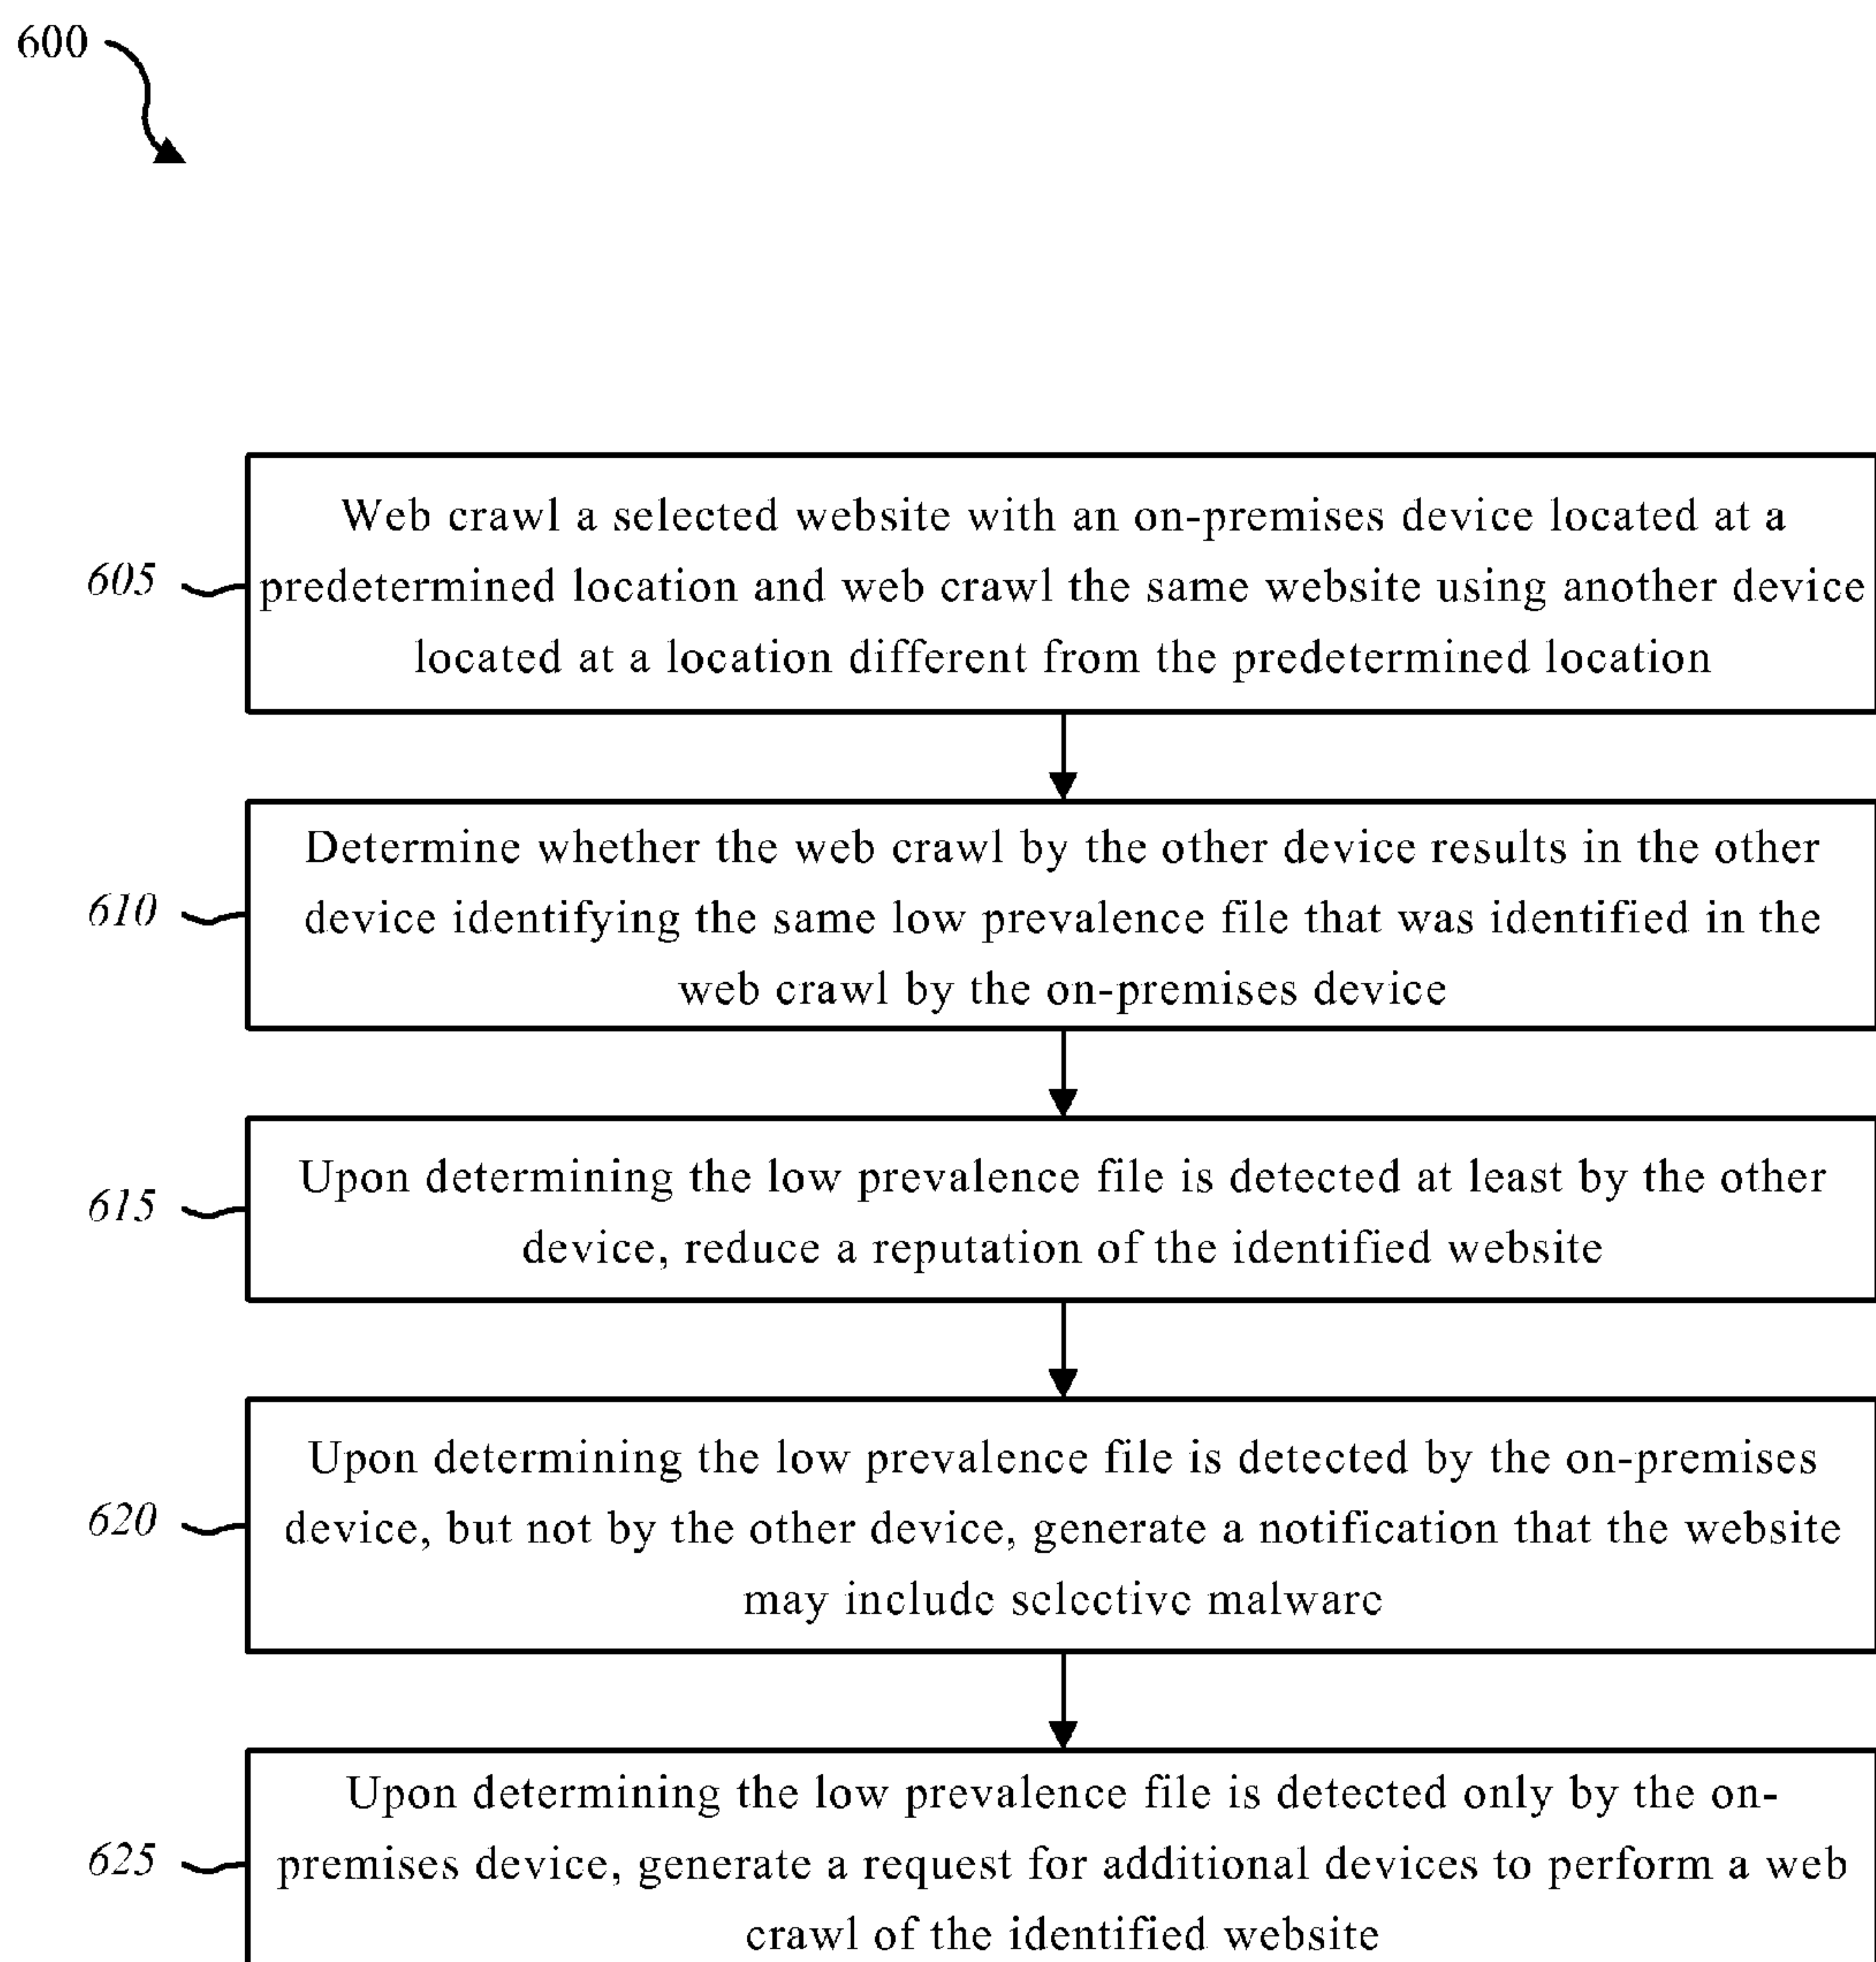 600
Web crawl a selected website with an on-premises device located at a
605
predetermined location and web crawl the same website using another device
located at a location different from the predetermined location
Determine whether the web crawl by the other device results in the other
610
device identifying the same low prevalence file that was identified in the
web crawl by the on-premises device
615
Upon determining the low prevalence file is detected at least by the other
device, reduce a reputation of the identified website
Upon determining the low prevalence file is detected by the on-premises
620
device, but not by the other device, generate a notification that the website
may include selective malware
Upon determining the low prevalence file is detected only by the on-
625
premises device, generate a request for additional devices to perform a web
crawl of the identified website